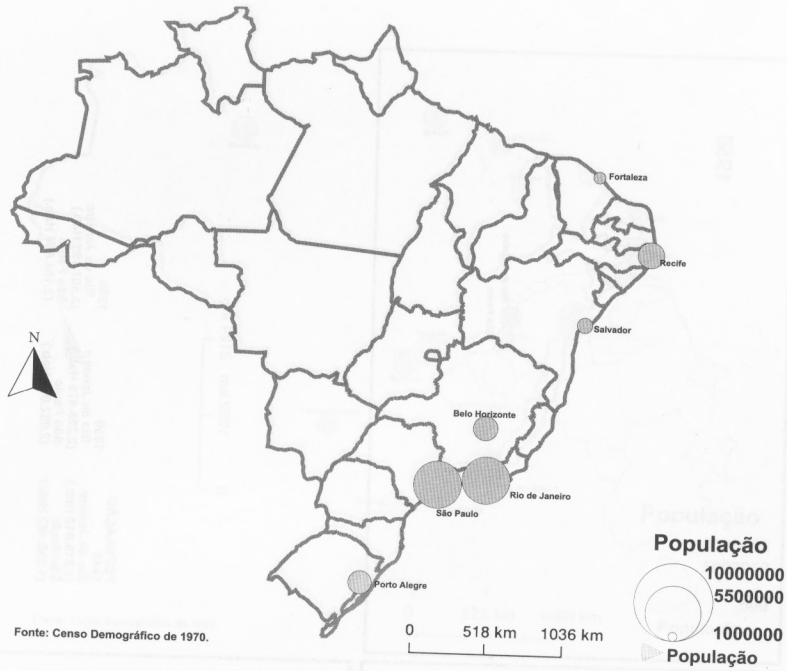 Fortaleza
Recife
Salvador
N
Belo Horizonte
Rio de Janeiro
São Paulo
Porto Alegre
População
10000000
5500000
1000000
População
0 518 km 1036 km
Fonte: Censo Demográfico de 1970.